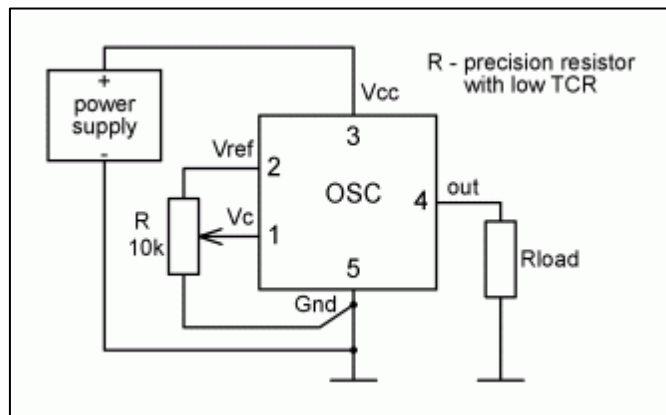 R - precision resistor
with low TCR
+
power
supply
-
Vcc
3
Vref
2
OSC
4
out
R
10k
Vc
1
Rload
5
Gnd